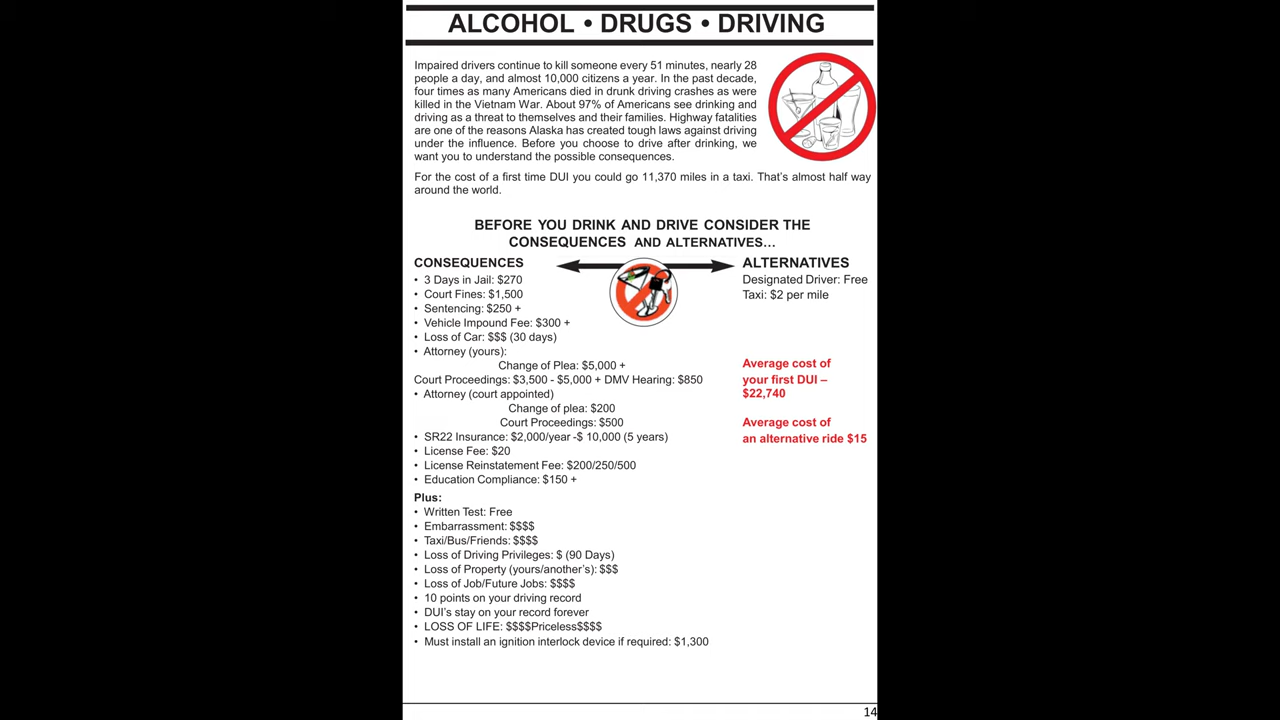 ALCOHOL • DRUGS • DRIVING
Impaired drivers continue to kill someone every 51 minutes, nearly 28
people a day, and almost 10,000 citizens a year. In the past decade,
four times as many Americans died in drunk driving crashes as were
killed in the Vietnam War. About 97% of Americans see drinking and
driving as a threat to themselves and their families. Highway fatalities
are one of the reasons Alaska has created tough laws against driving
under the influence. Before you choose to drive after drinking, we
want you to understand the possible consequences.
For the cost of a first time DUI you could go 11,370 miles in a taxi. That’s almost half way
around the world.
BEFORE YOU DRINK AND DRIVE CONSIDER THE
CONSEQUENCES AND ALTERNATIVES…
CONSEQUENCES
• 3 Days in Jail: $270
• Court Fines: $1,500
• Sentencing: $250 +
• Vehicle Impound Fee: $300 +
• Loss of Car: $$$ (30 days)
• Attorney (yours):
Change of Plea: $5,000 +
Court Proceedings: $3,500 - $5,000 + DMV Hearing: $850
• Attorney (court appointed)
Change of plea: $200
Court Proceedings: $500
• SR22 Insurance: $2,000/year -$ 10,000 (5 years)
• License Fee: $20
• License Reinstatement Fee: $200/250/500
• Education Compliance: $150 +
Plus:
• Written Test: Free
• Embarrassment: $$$$
• Taxi/Bus/Friends: $$$$
• Loss of Driving Privileges: $ (90 Days)
• Loss of Property (yours/another’s): $$$
• Loss of Job/Future Jobs: $$$$
• 10 points on your driving record
• DUI’s stay on your record forever
• LOSS OF LIFE: $$$$Priceless$$$$
• Must install an ignition interlock device if required: $1,300
ALTERNATIVES
Designated Driver: Free
Taxi: $2 per mile
Average cost of
your first DUI –
$22,740
Average cost of
an alternative ride $15
14